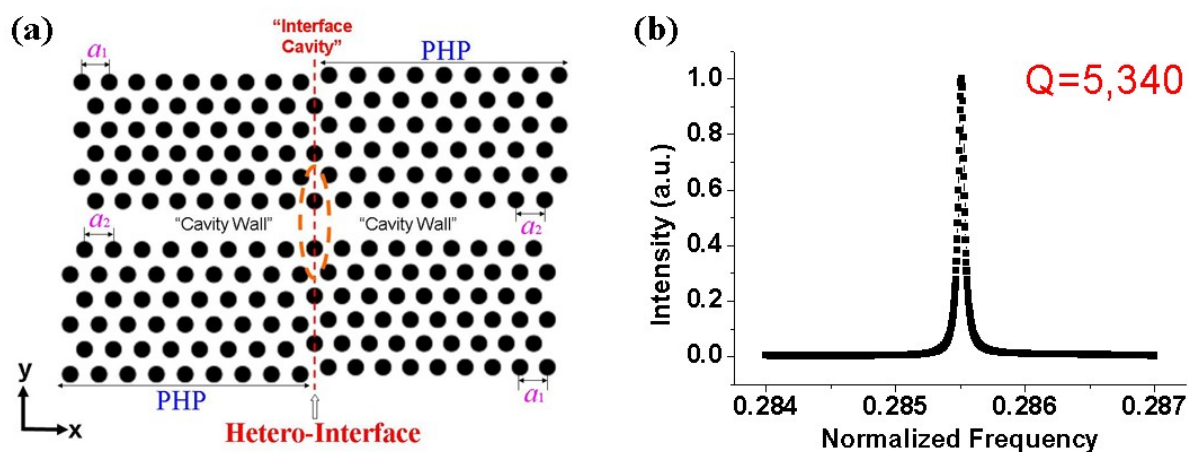 (a)
"Interface
Cavity"
a1
PHP
"Cavity Wall"
"Cavity Wall"
a2
a2
y
x
PHP
a1
Hetero-Interface
(b)
Q=5,340
Intensity (a.u.)
1.0
0.8
0.6
0.4
0.2
0.0
0.284
0.285
0.286
0.287
Normalized Frequency